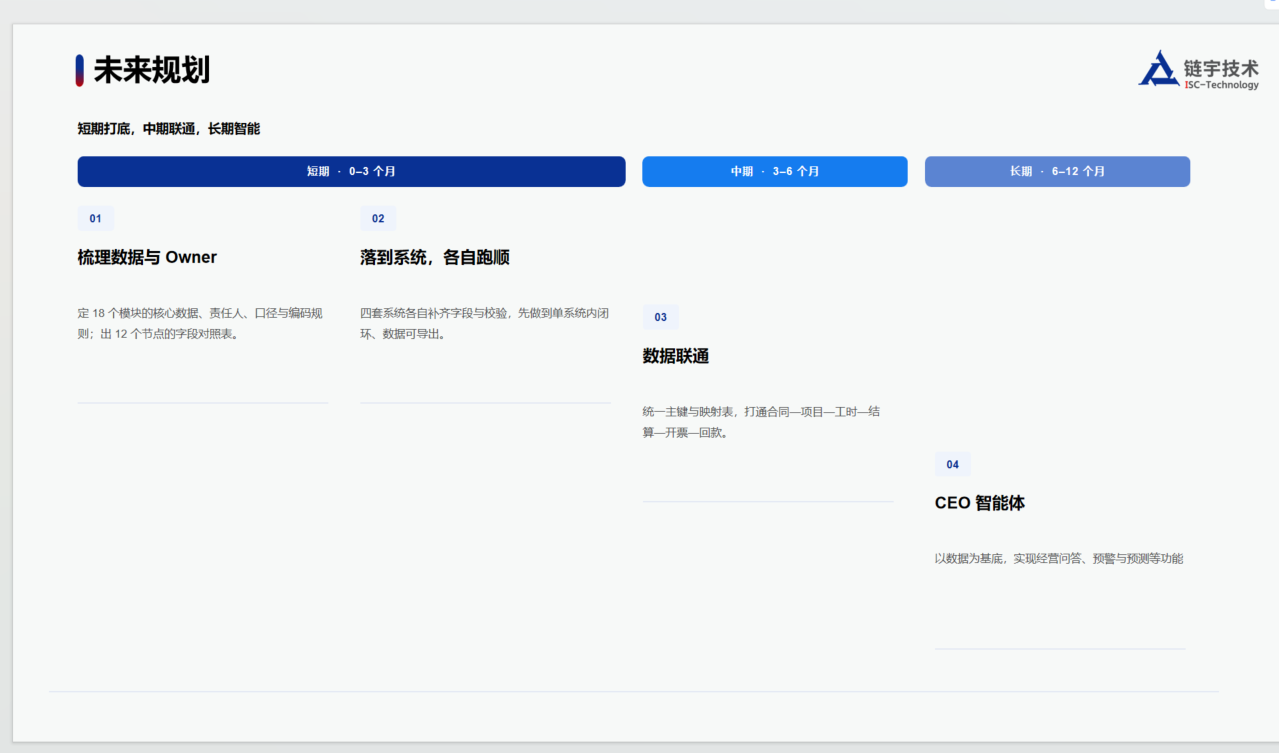 未来规划
链宇技术
ISC-Technology
短期打底，中期联通，长期智能
短期 · 0–3 个月
中期 · 3–6 个月
长期 · 6–12 个月
01
梳理数据与 Owner
定 18 个模块的核心数据、责任人、口径与编码规
则；出 12 个节点的字段对照表。
02
落到系统，各自跑顺
四套系统各自补齐字段与校验，先做到单系统内闭
环、数据可导出。
03
数据联通
统一主键与映射表，打通合同—项目—工时—结
算—开票—回款。
04
CEO 智能体
以数据为基底，实现经营问答、预警与预测等功能